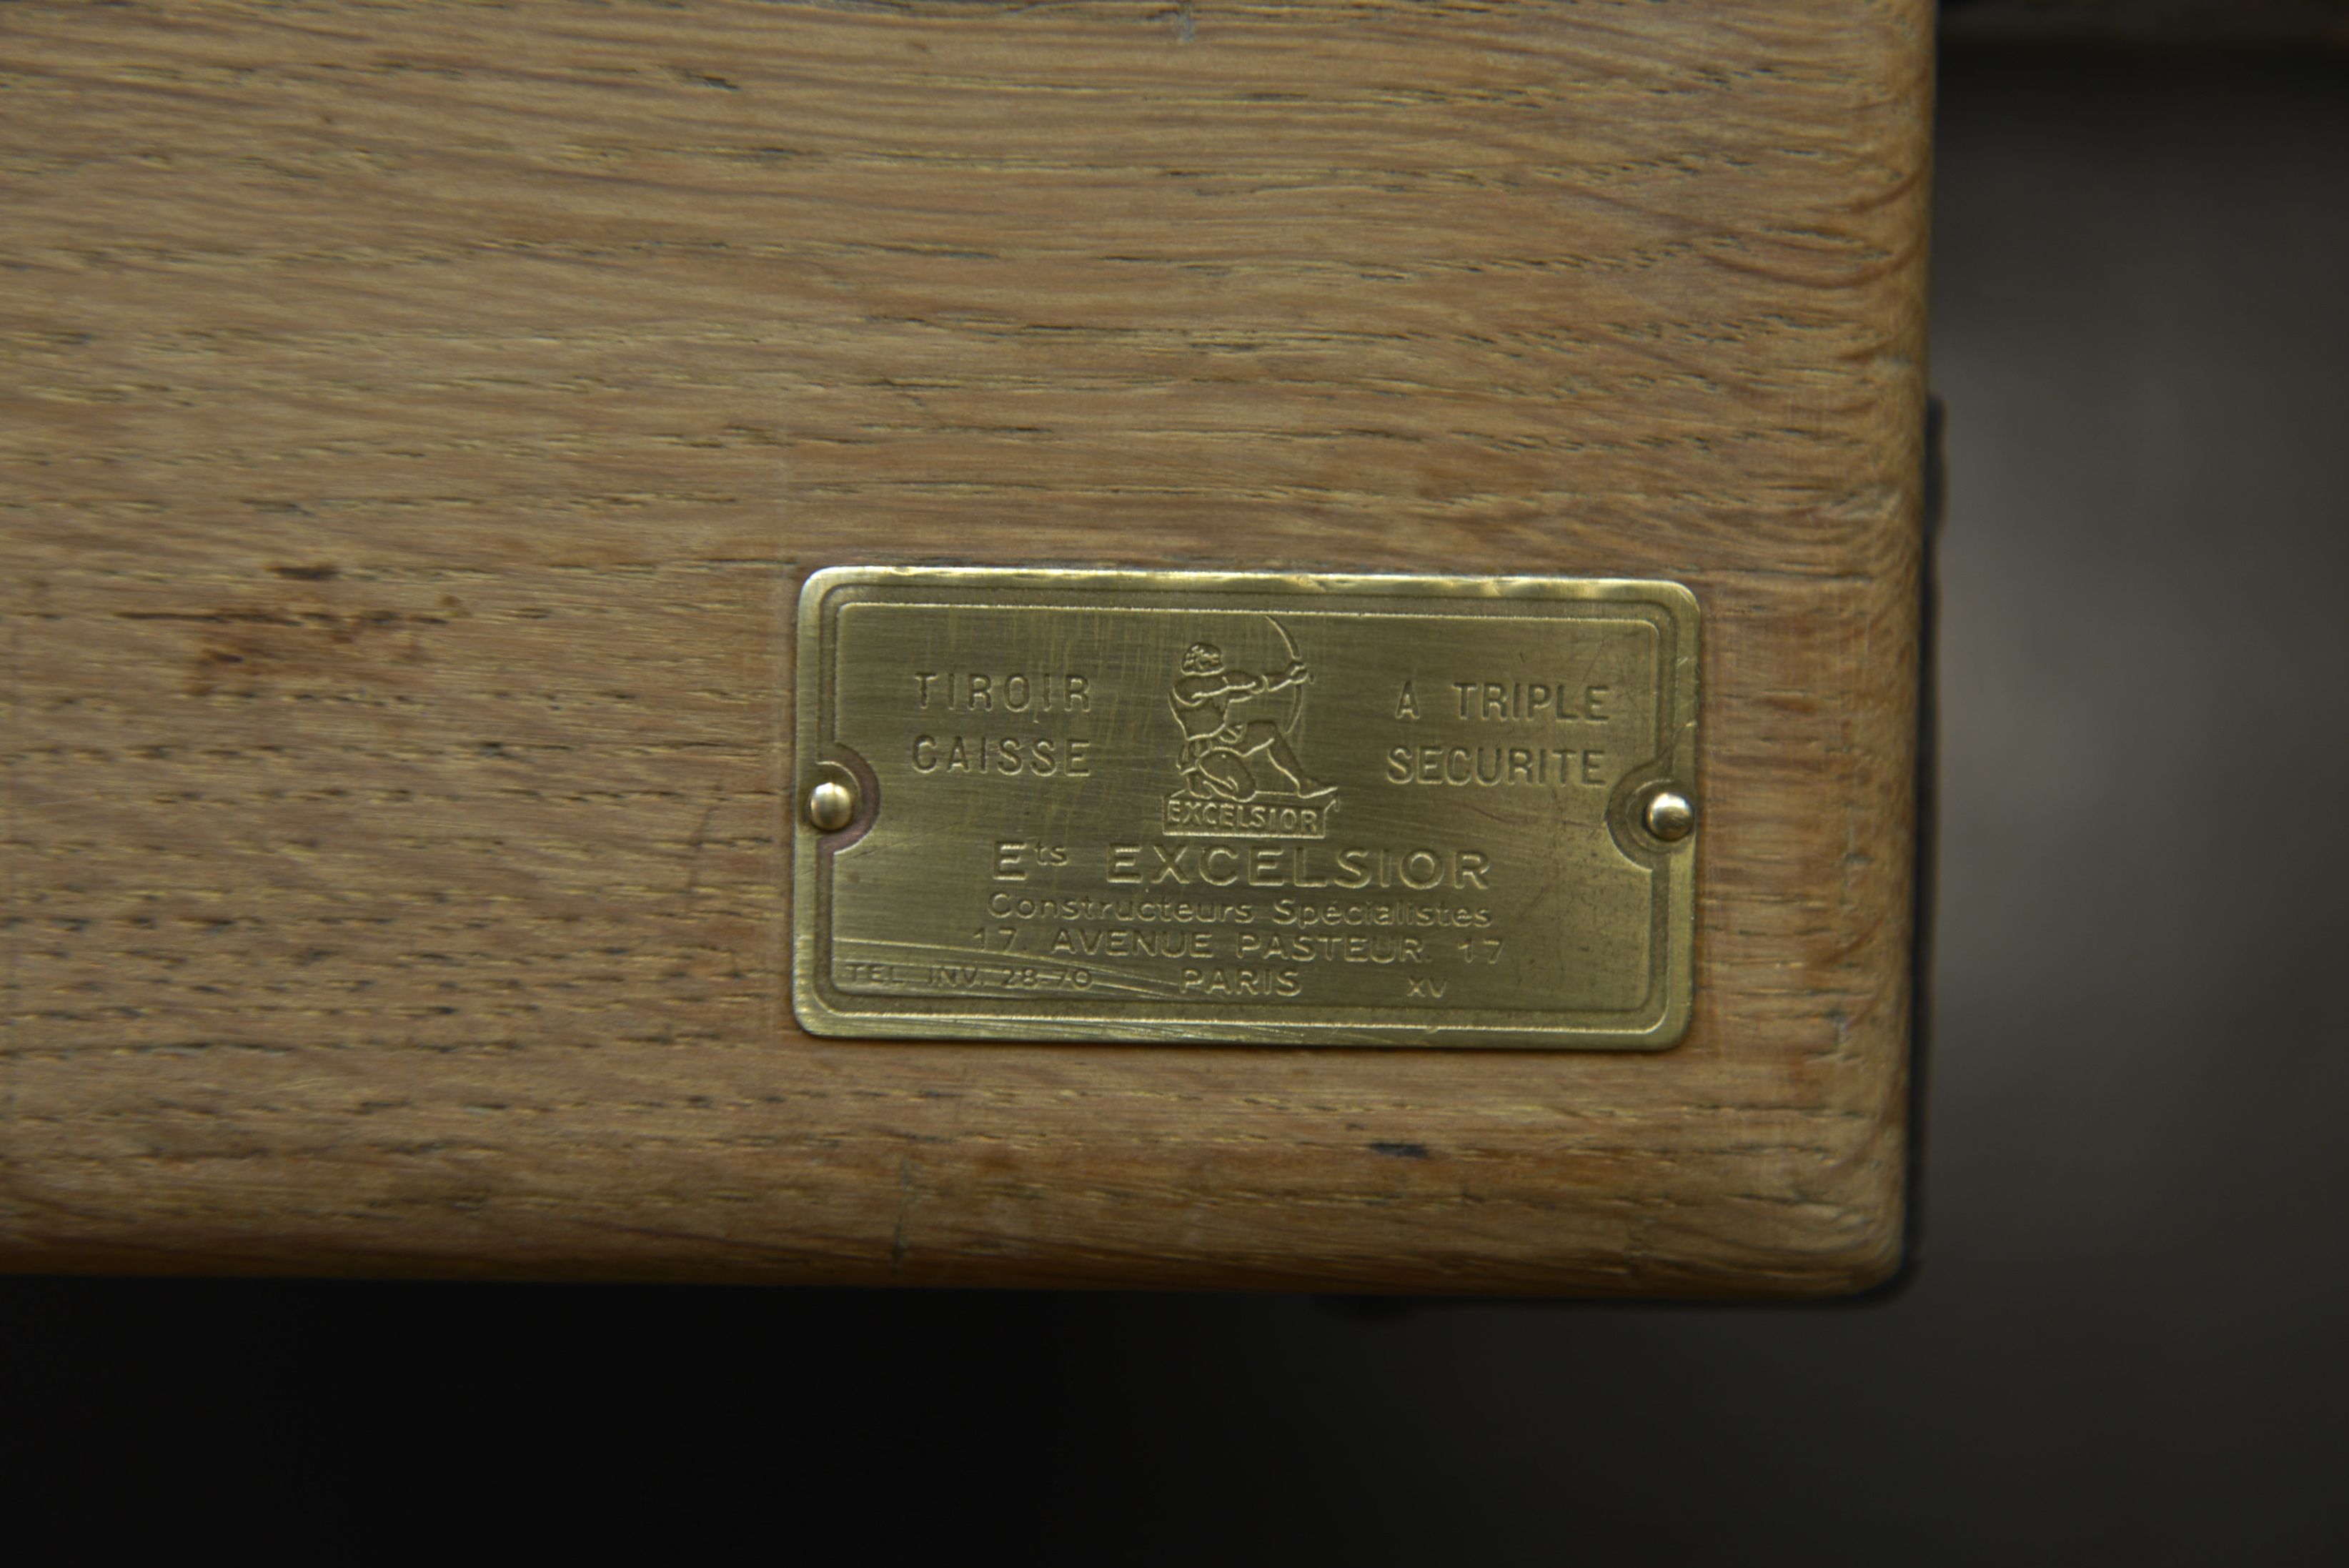 TIROIR A TRIPLE
CAISSE SECURITE
EXCELSIOR
Ets EXCELSIOR
Constructeurs Spécialistes
17, AVENUE PASTEUR, 17
TEL. INV. 28-70 PARIS XV